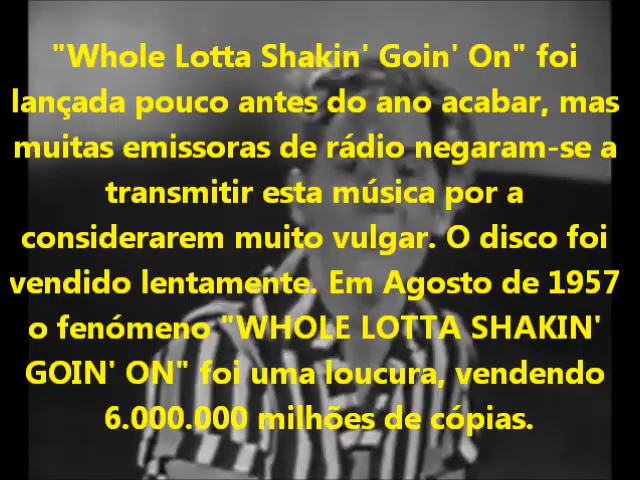 "Whole Lotta Shakin' Goin' On" foi
lançada pouco antes do ano acabar, mas
muitas emissoras de rádio negaram-se a
transmitir esta música por a
considerarem muito vulgar. O disco foi
vendido lentamente. Em Agosto de 1957
o fenómeno "WHOLE LOTTA SHAKIN'
GOIN' ON" foi uma loucura, vendendo
6.000.000 milhões de cópias.